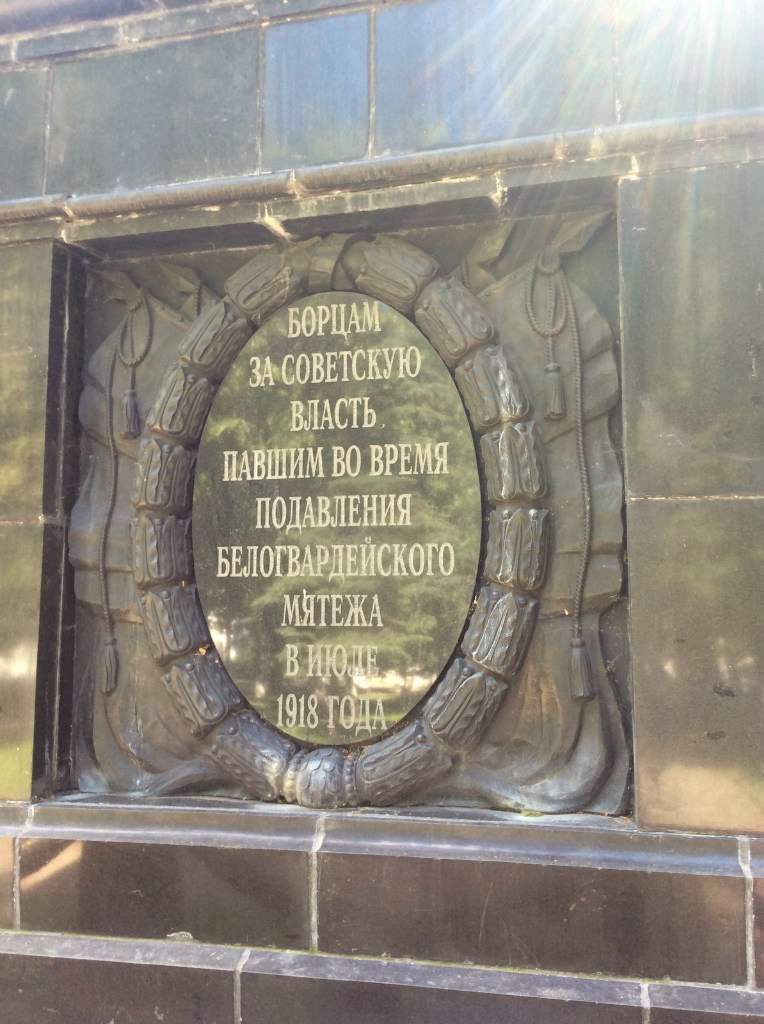 БОРЦАМ
ЗА СОВЕТСКУЮ
ВЛАСТЬ,
ПАВШИМ ВО ВРЕМЯ
ПОДАВЛЕНИЯ
БЕЛОГВАРДЕЙСКОГО
МЯТЕЖА
В ИЮЛЕ
1918 ГОДА